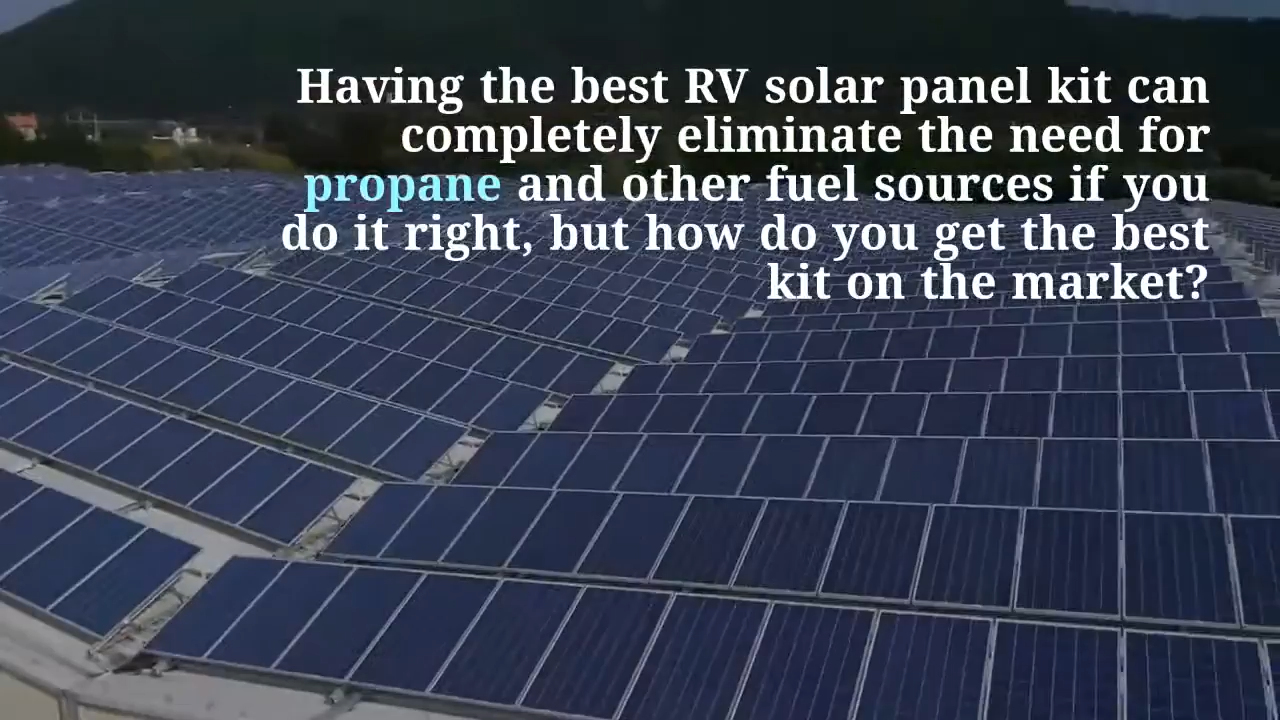 Having the best RV solar panel kit can
completely eliminate the need for
propane and other fuel sources if you
do it right, but how do you get the best
kit on the market?